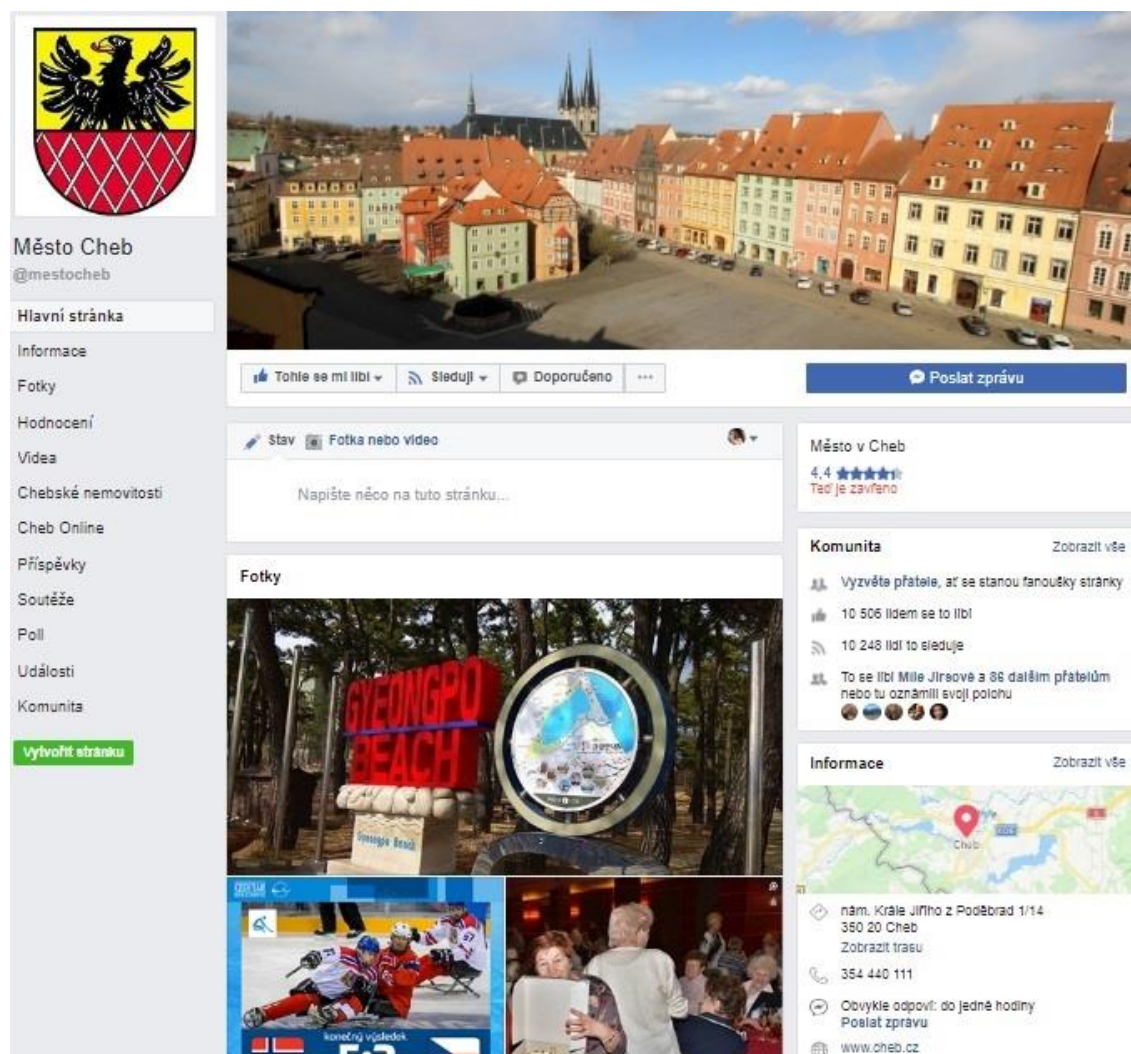 Město Cheb
@mestocheb
Hlavní stránka
Informace
Fotky
Hodnocení
Videa
Chebské nemovitosti
Cheb Online
Příspěvky
Soutěže
Poll
Události
Komunita
Vytvořit stránku
Tohle se mi líbí
Sleduji
Doporučeno
Poslat zprávu
Stav
Fotka nebo video
Napište něco na tuto stránku...
Fotky
GYEONGPO
BEACH
Gyeongpo Beach
konečný výsledek
5:2
Město v Cheb
4,4
Teď je zavřeno
Komunita
Zobrazit vše
Vyzvěte přátele, ať se stanou fanoušky stránky
10 506 lidem se to líbí
10 248 lidí to sleduje
To se líbí Mile Jirsové a 86 dalším přátelům
nebo tu oznámili svoji polohu
Informace
Zobrazit vše
Cheb
nám. Krále Jiřího z Poděbrad 1/14
350 20 Cheb
Zobrazit trasu
354 440 111
Obvykle odpoví: do jedné hodiny
Poslat zprávu
www.cheb.cz